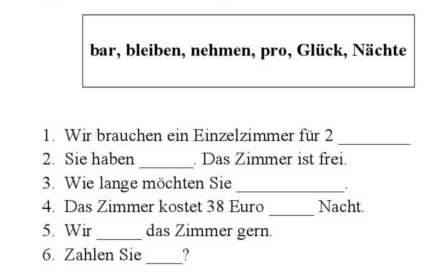 bar, bleiben, nehmen, pro, Glück, Nächte
1. Wir brauchen ein Einzelzimmer für 2 ________
2. Sie haben ______. Das Zimmer ist frei.
3. Wie lange möchten Sie ____________.
4. Das Zimmer kostet 38 Euro _____ Nacht.
5. Wir _____ das Zimmer gern.
6. Zahlen Sie ____?